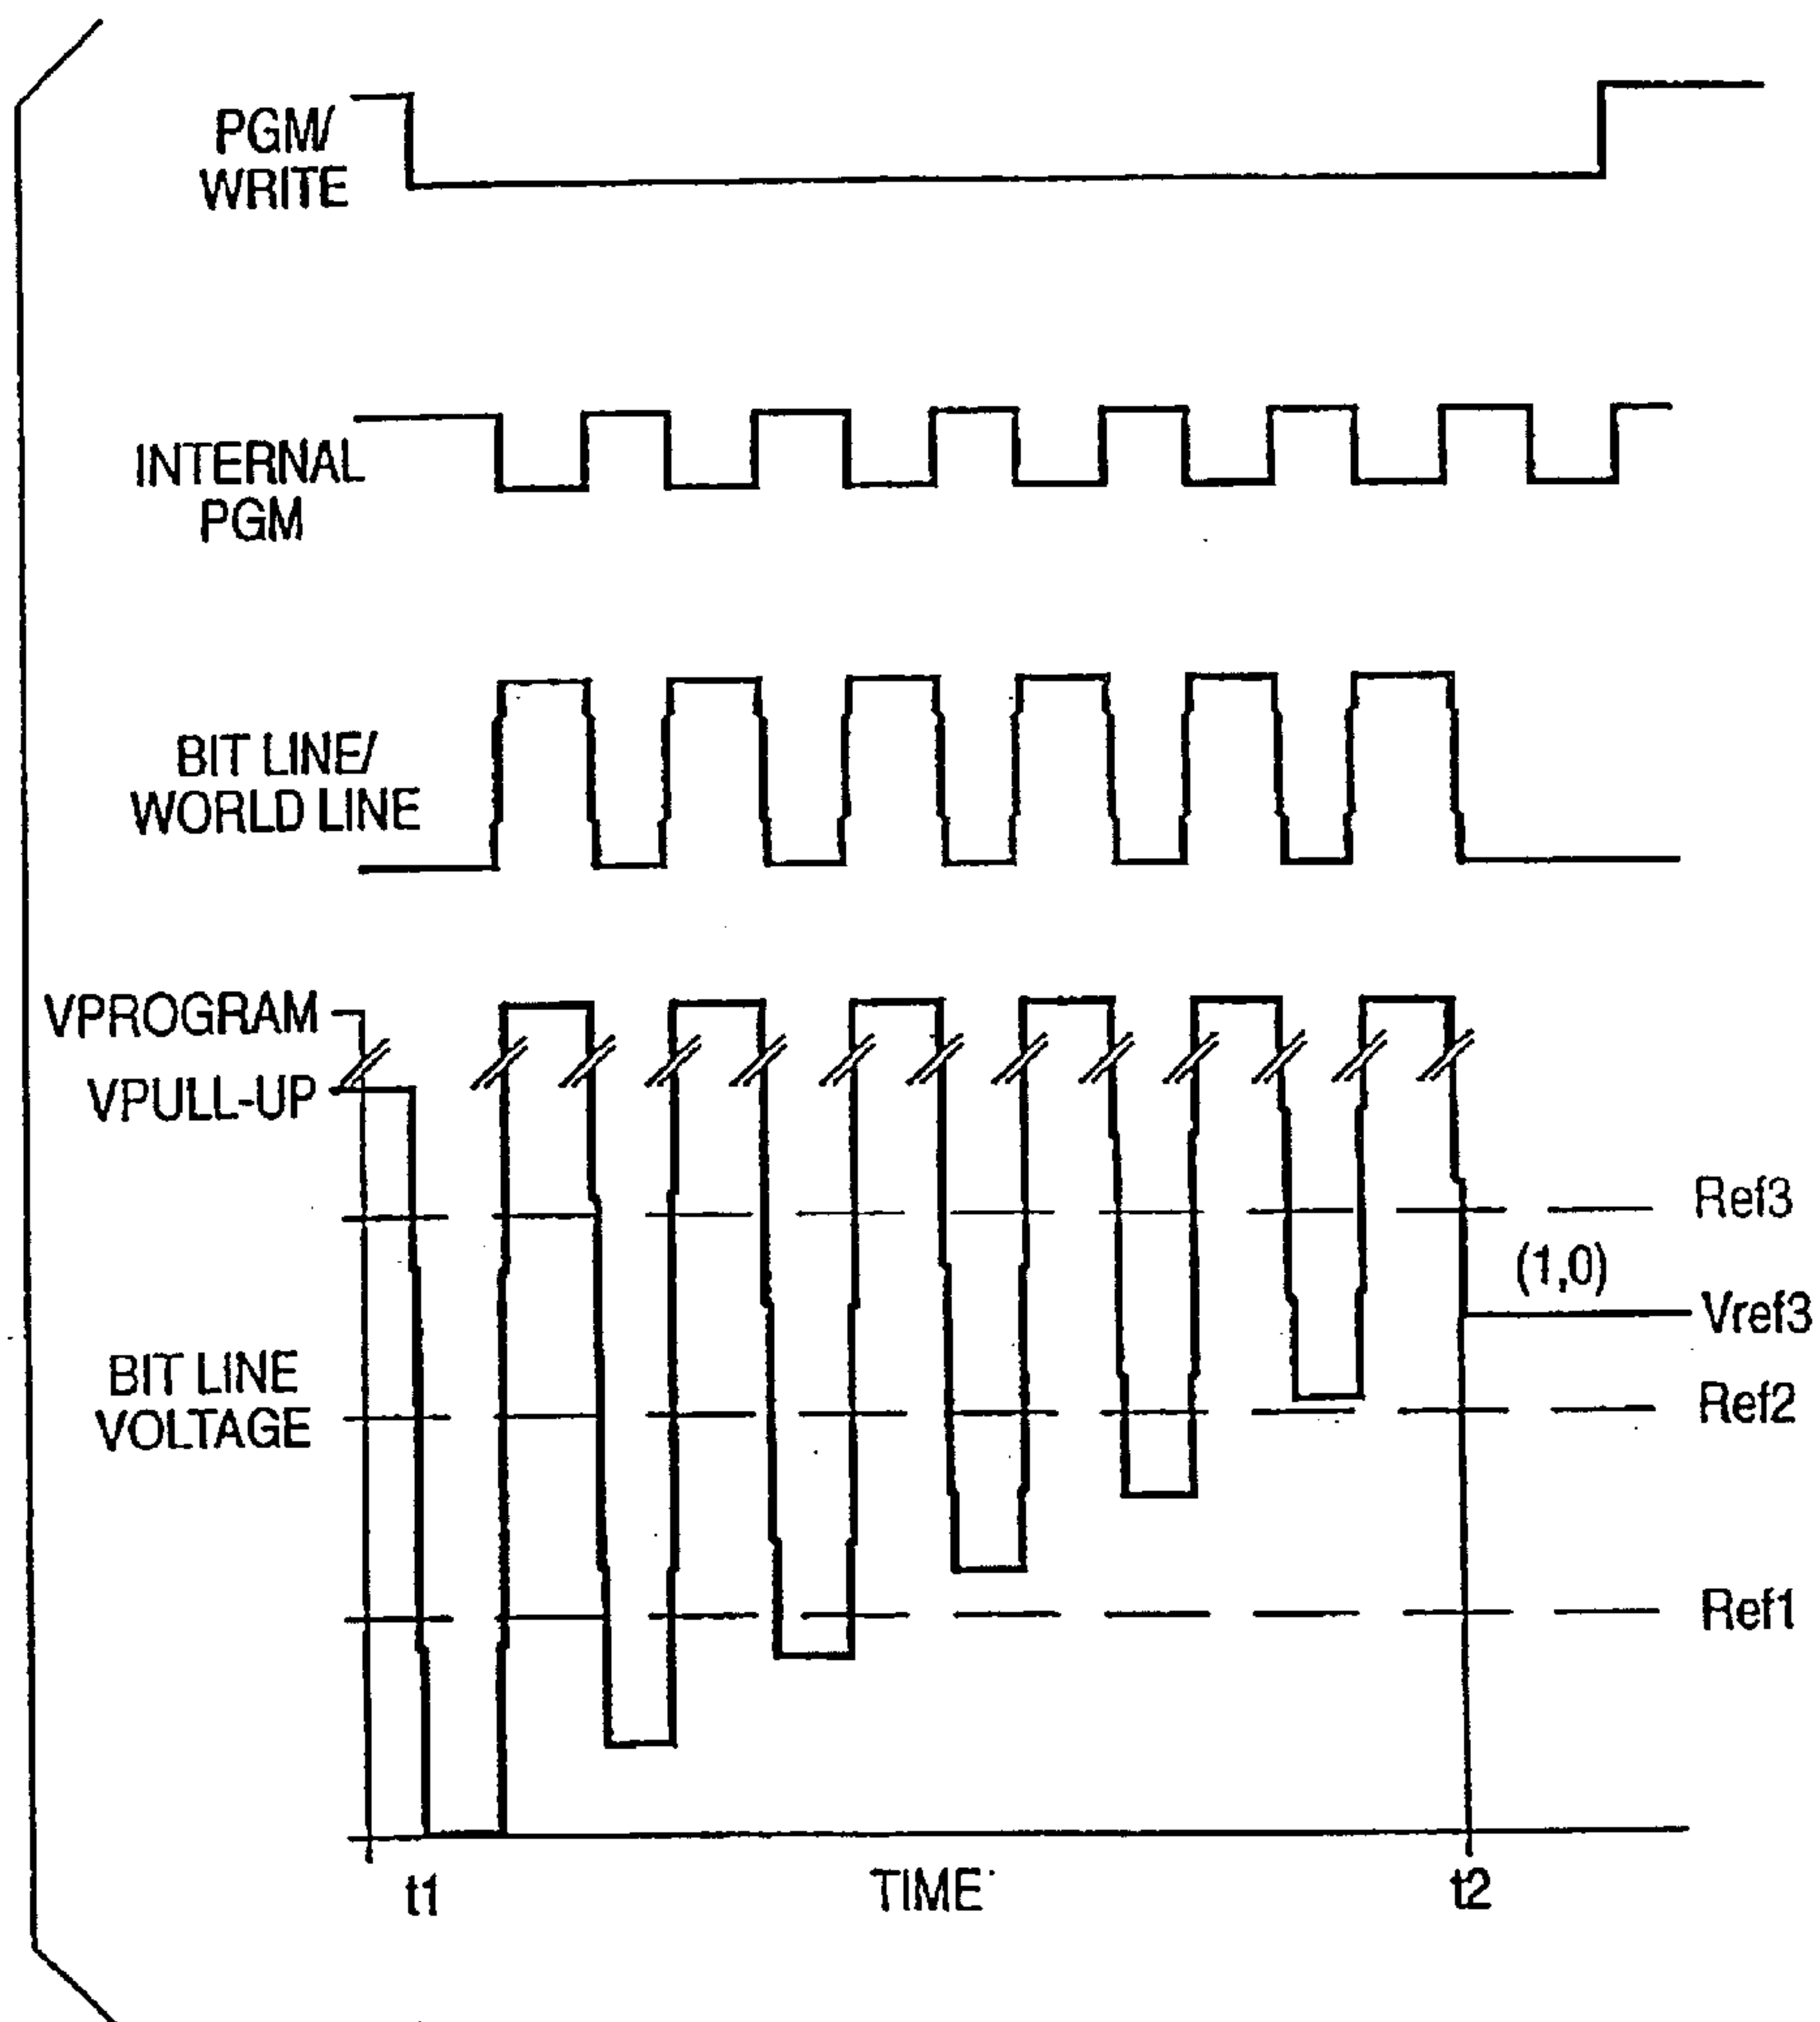 PGM/
WRITE
INTERNAL
PGM
BIT LINE/
WORLD LINE
VPROGRAM
VPULL-UP
Ref3
(1,0)
Vref3
BIT LINE
VOLTAGE
Ref2
Ref1
t1
TIME
t2